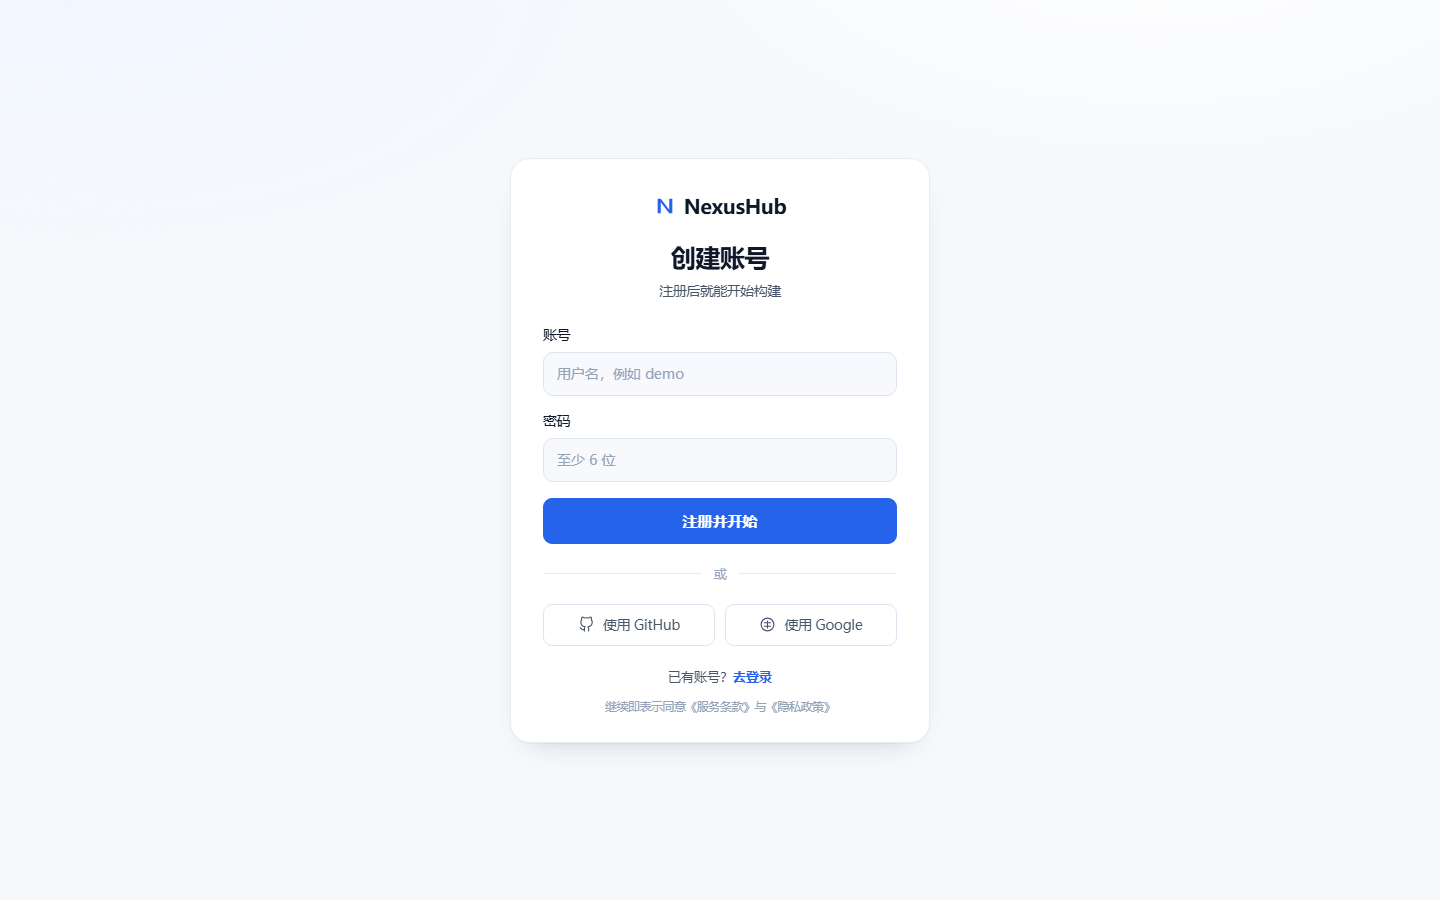 N NexusHub
创建账号
注册后就能开始构建
账号
用户名，例如 demo
密码
至少 6 位
注册并开始
或
使用 GitHub
使用 Google
已有账号？去登录
继续即表示同意《服务条款》与《隐私政策》